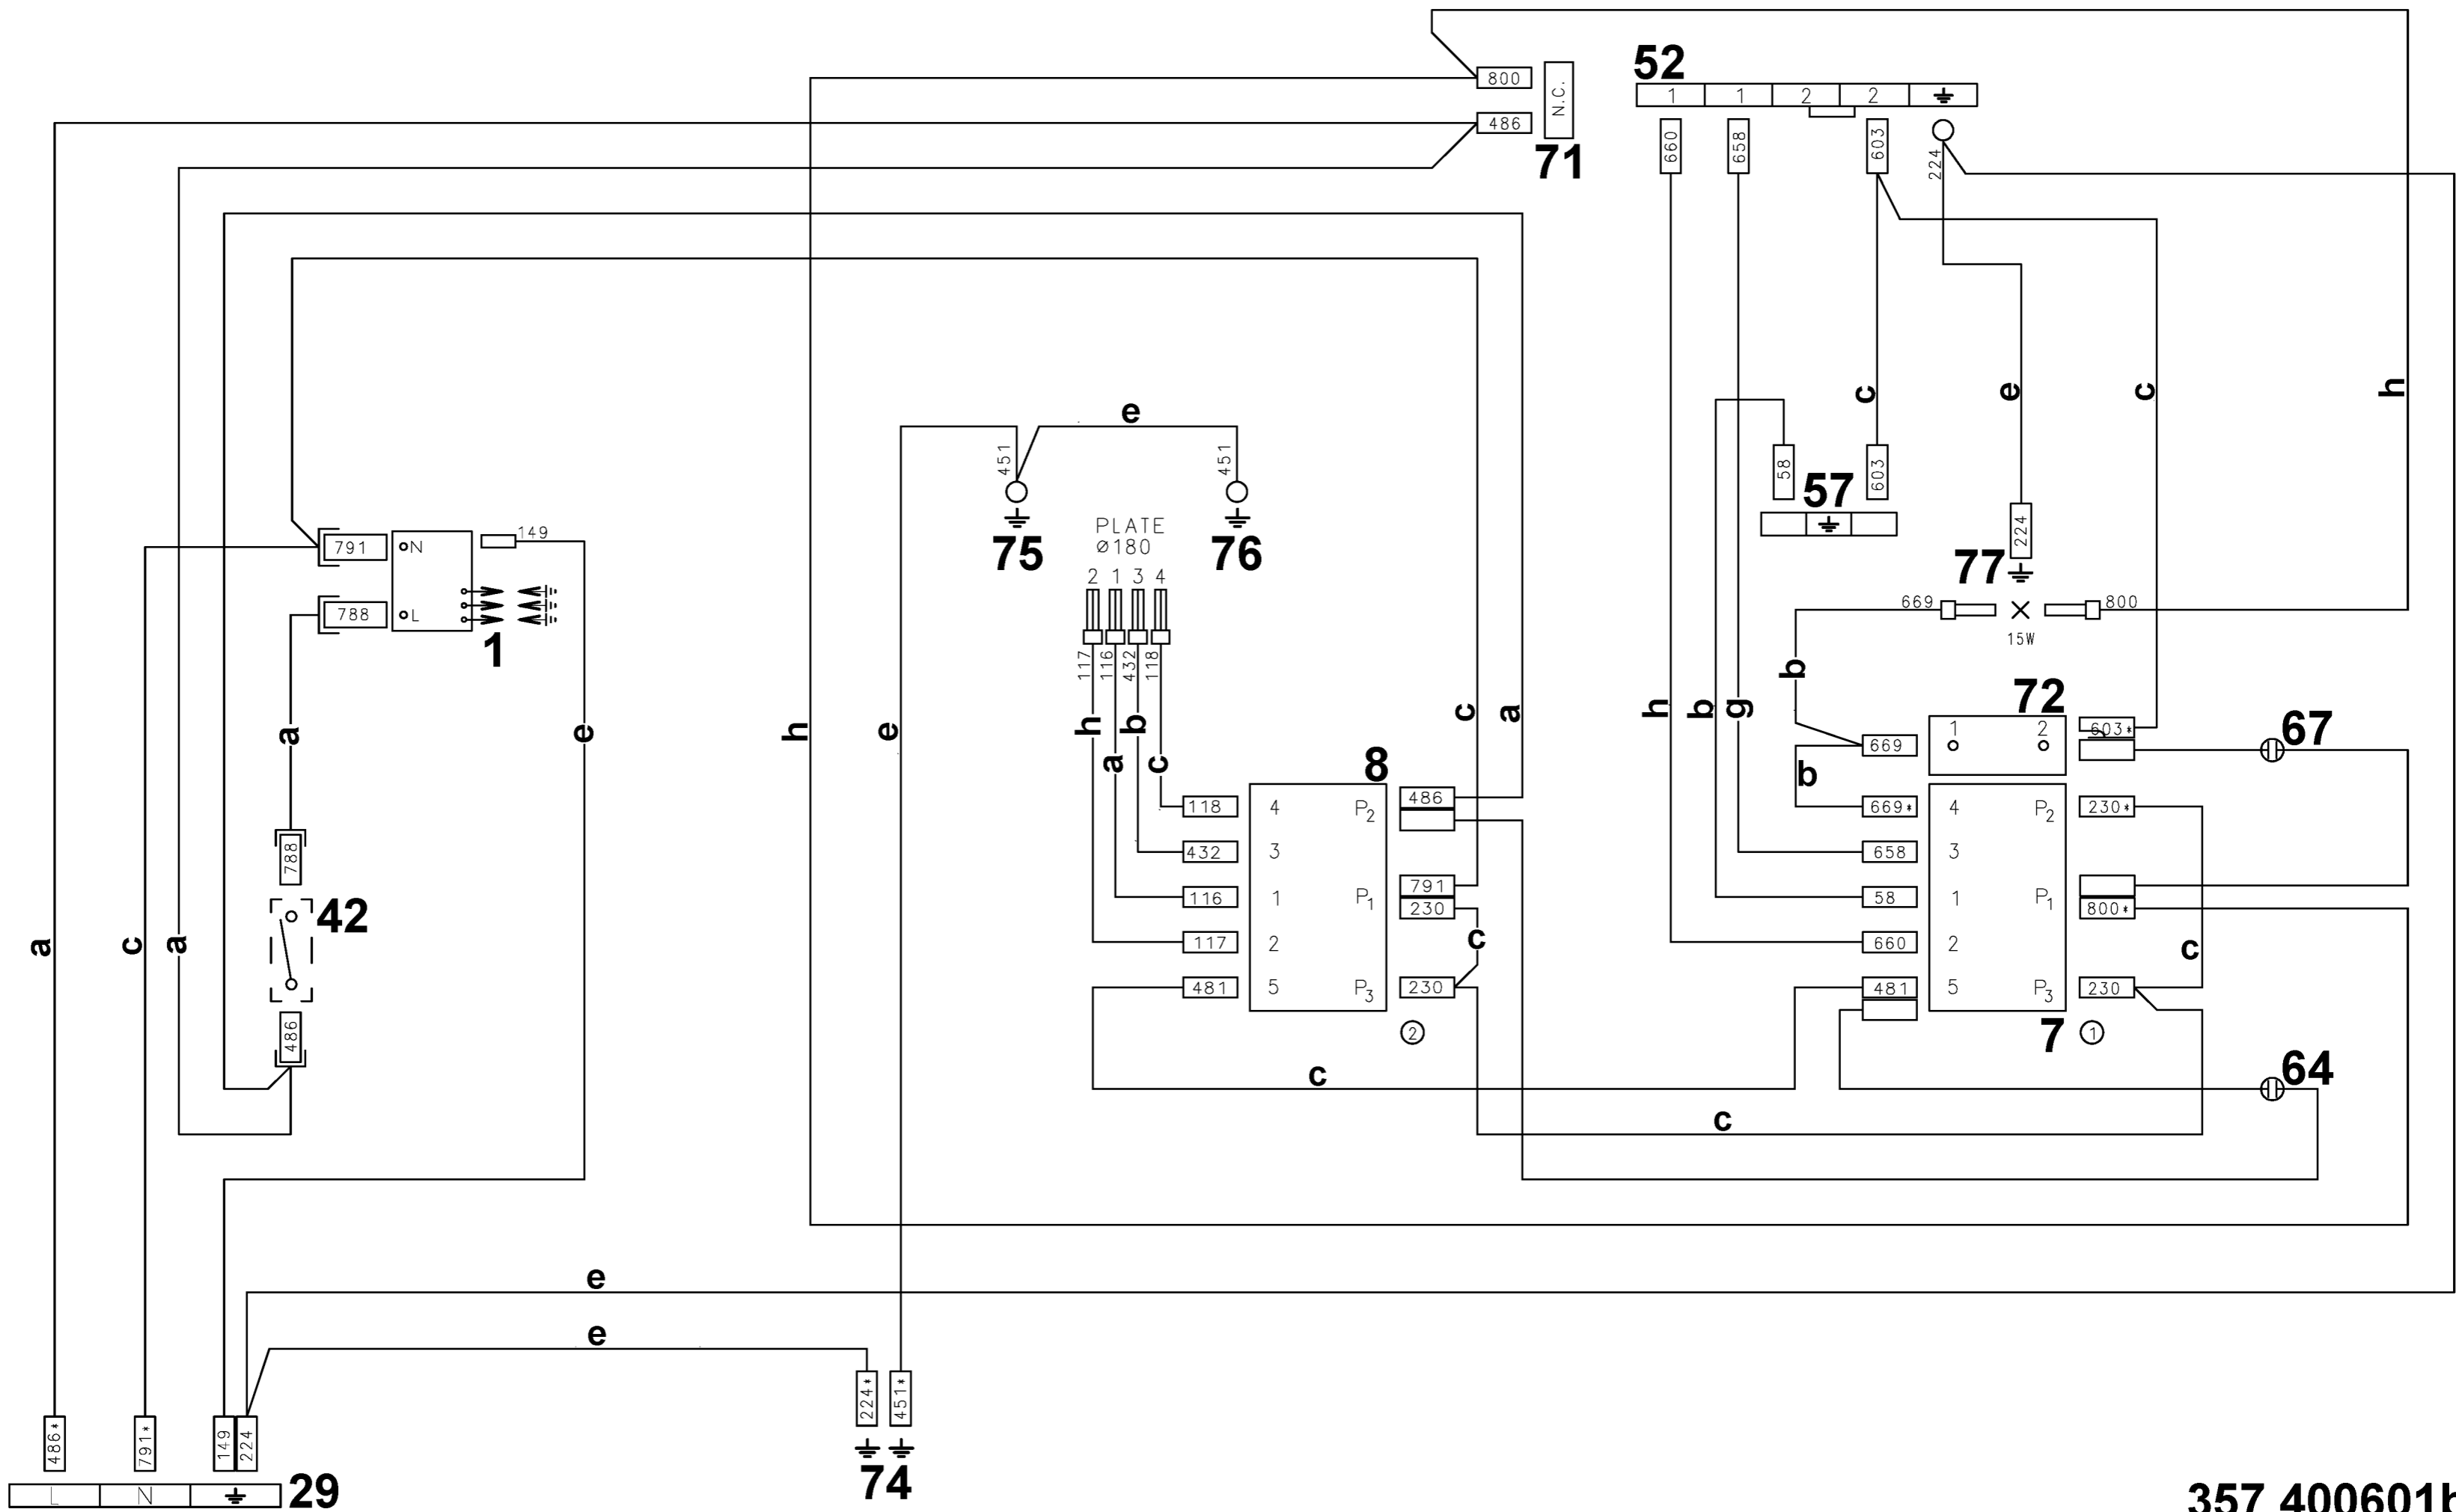 52
800
N.C.
486
71
1 1 2 2
660
658
603
224
c
e
c
h
e
451
451
75
76
PLATE
ø180
2 1 3 4
117
116
432
118
58
57
603
224
77
669
800
15W
791
N
149
788
L
1
a
e
h
e
h
a
b
c
c
a
h
b
g
b
b
72
669
1
2
603*
67
8
118
4
P2
486
432
3
116
1
P1
791
230
117
2
c
481
5
P3
230
2
669*
4
P2
230*
658
3
58
1
P1
800*
660
2
c
481
5
P3
230
7
1
64
788
42
486
a
c
a
c
c
e
e
224*
451*
74
486*
791*
149
224
L
N
29
357 400601b